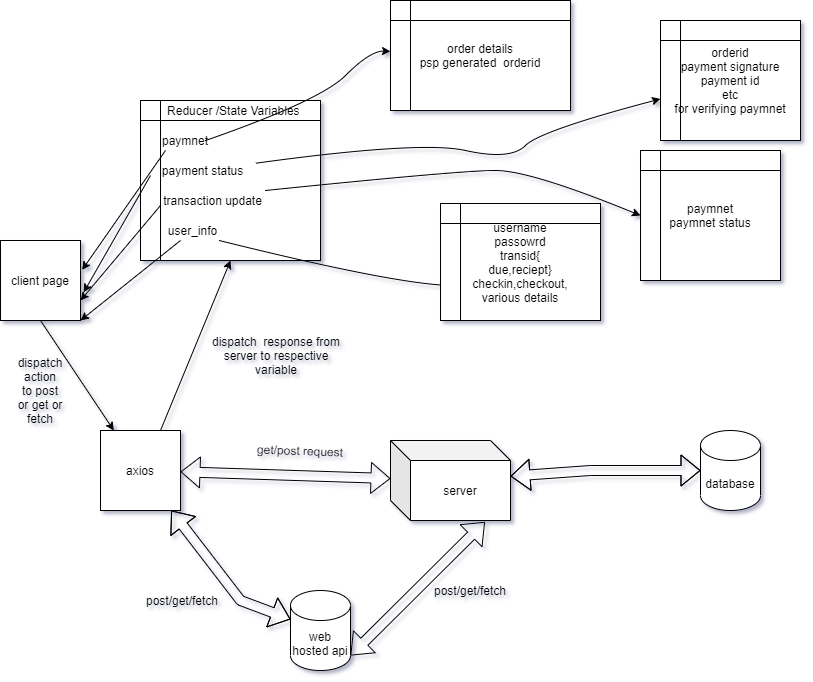 order details
psp generated  orderid
orderid
payment signature
payment id
etc
for verifying paymnet
Reducer /State Variables
paymnet
payment status
transaction update
user_info
paymnet
paymnet status
username
passowrd
transid{
due,reciept}
checkin,checkout,
various details
client page
dispatch
action
to post
or get or
fetch
dispatch  response from
server to respective
variable
axios
get/post request
server
database
post/get/fetch
post/get/fetch
web
hosted api